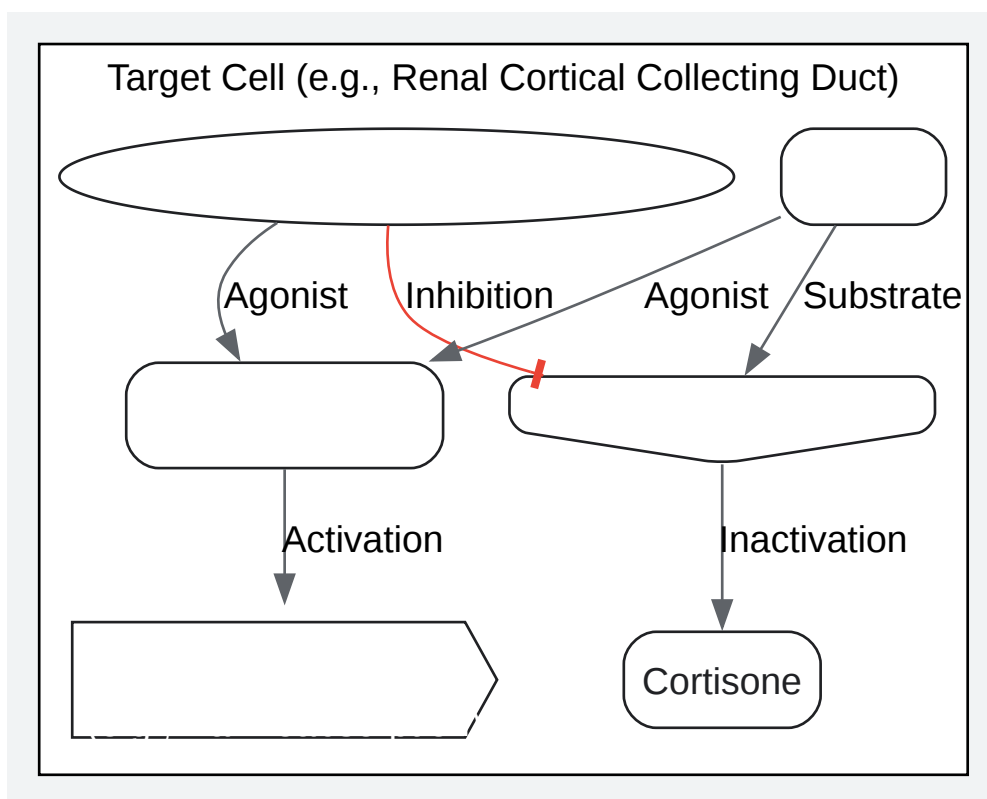 Target Cell (e.g., Renal Cortical Collecting Duct)
Agonist
Inhibition
Agonist
Substrate
Activation
Inactivation
Cortisone